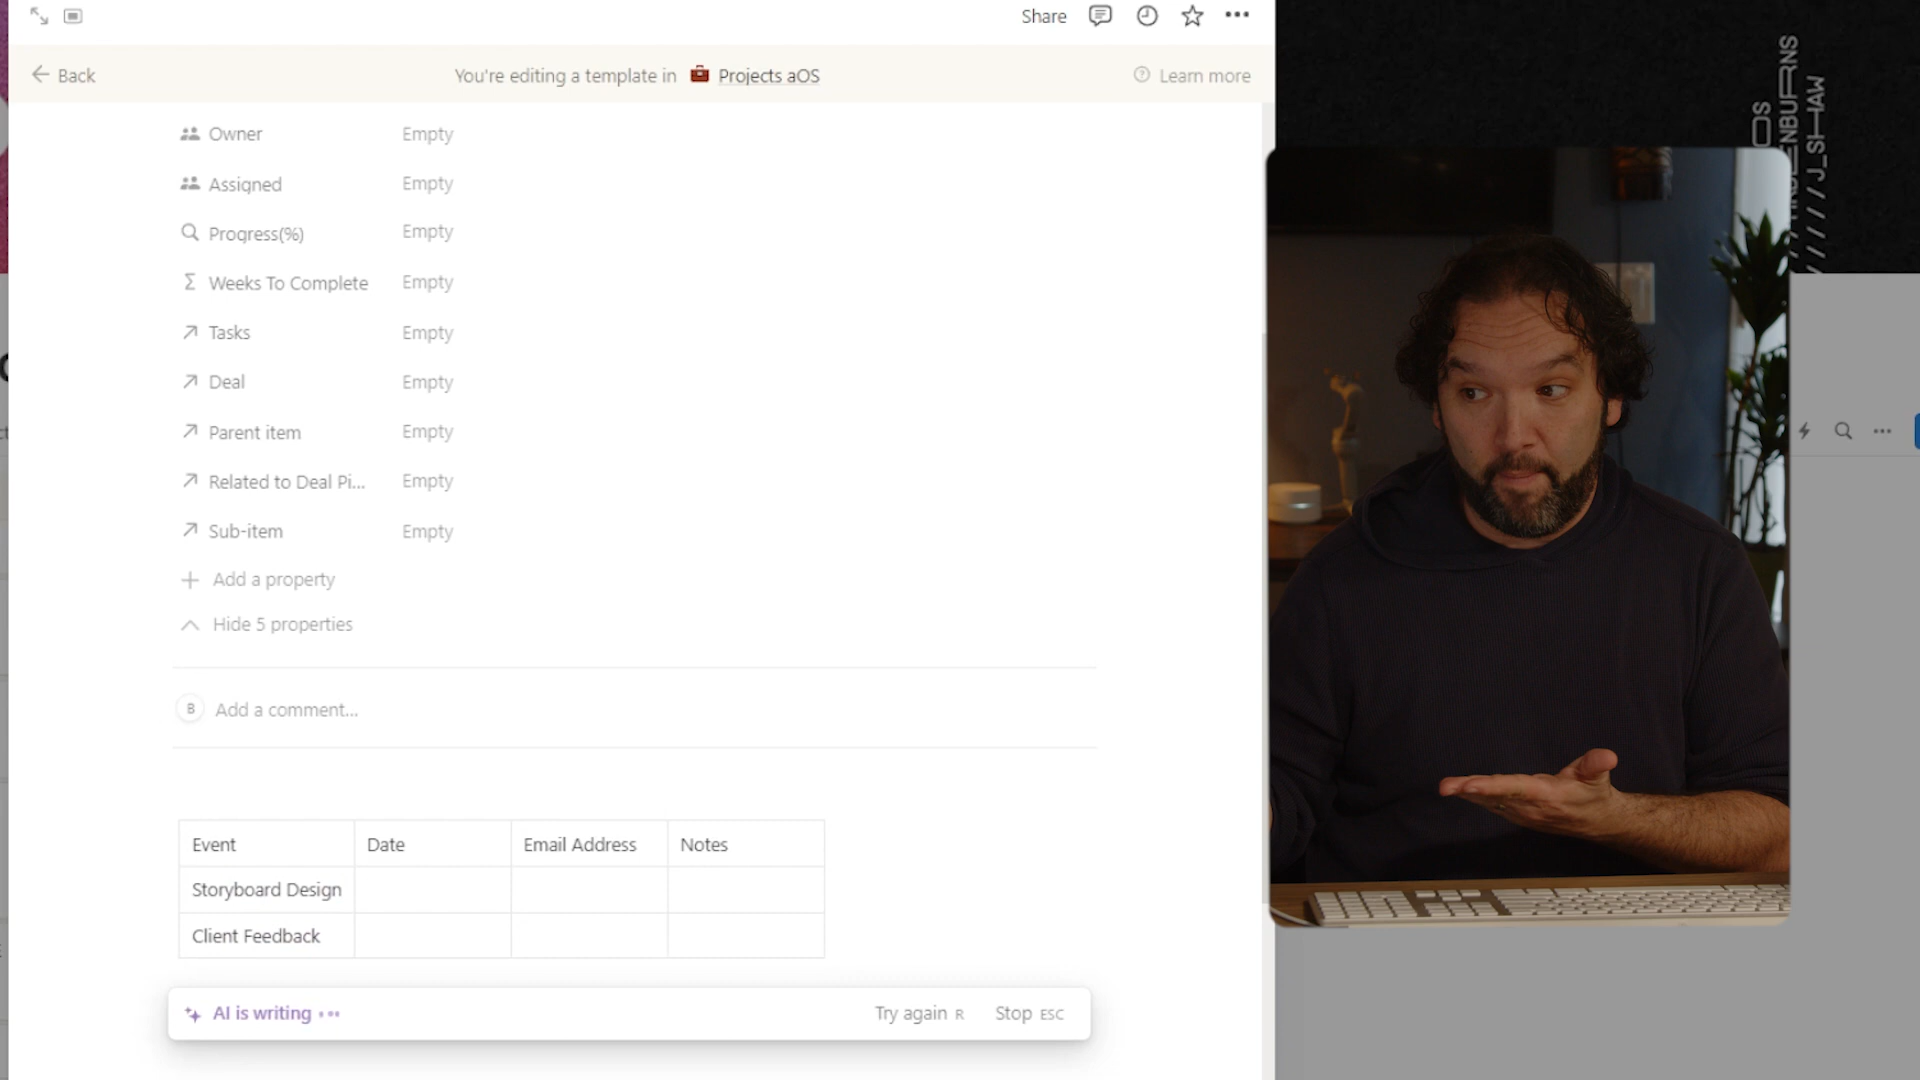 Share
Back
You're editing a template in Projects aOS
Learn more
Owner Empty
Assigned Empty
Progress(%) Empty
Weeks To Complete Empty
Tasks Empty
Deal Empty
Parent item Empty
Related to Deal Pi... Empty
Sub-item Empty
Add a property
Hide 5 properties
B Add a comment...
Event Date Email Address Notes
Storyboard Design
Client Feedback
AI is writing Try again R Stop ESC
OS
/////J_SHAW